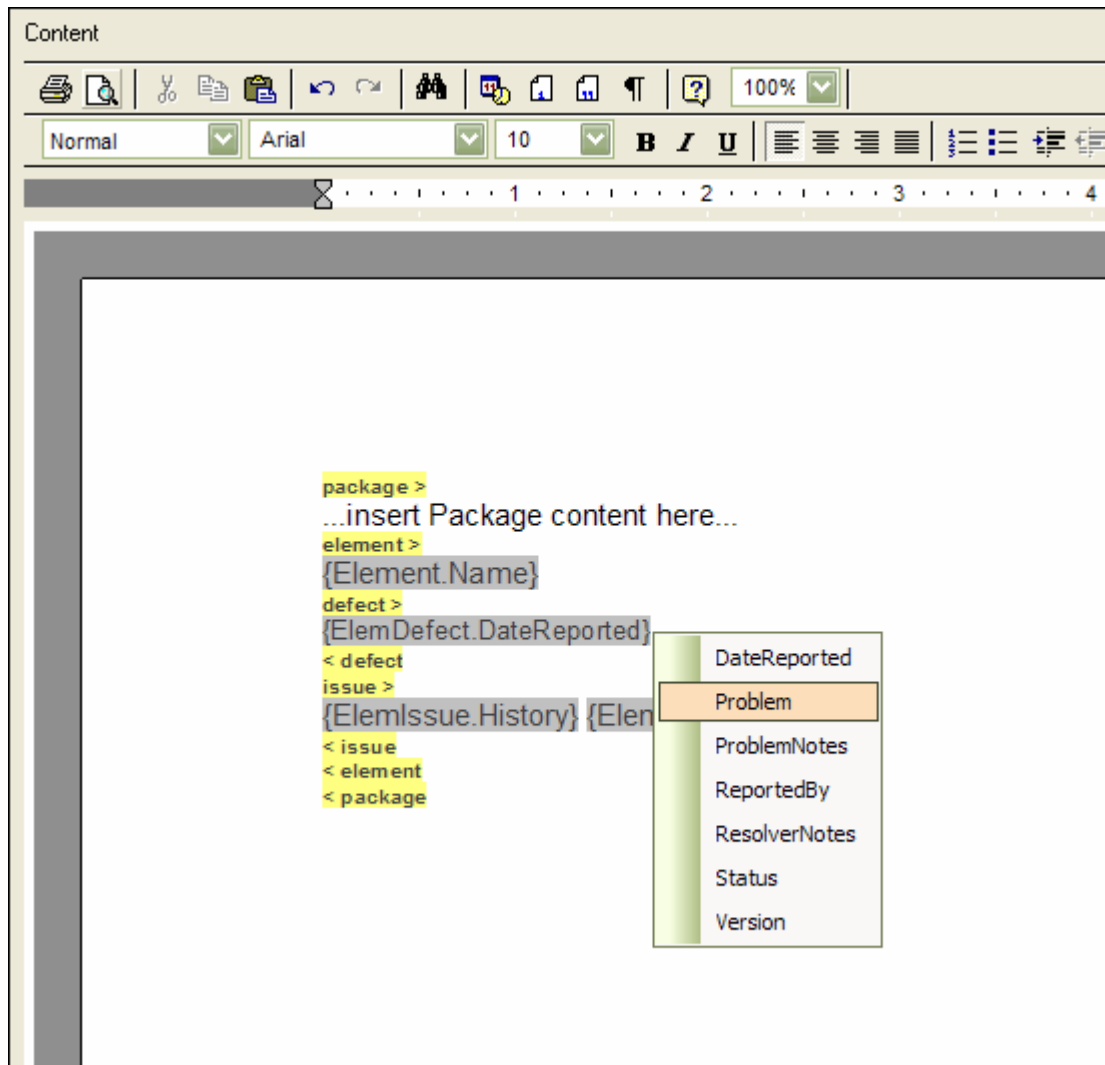 Content
100%
Normal Arial 10 B I U
1 2 3 4
package >
...insert Package content here...
element >
{Element.Name}
defect >
{ElemDefect.DateReported}
< defect
issue >
{ElemIssue.History} {Elem
< issue
< element
< package
DateReported
Problem
ProblemNotes
ReportedBy
ResolverNotes
Status
Version